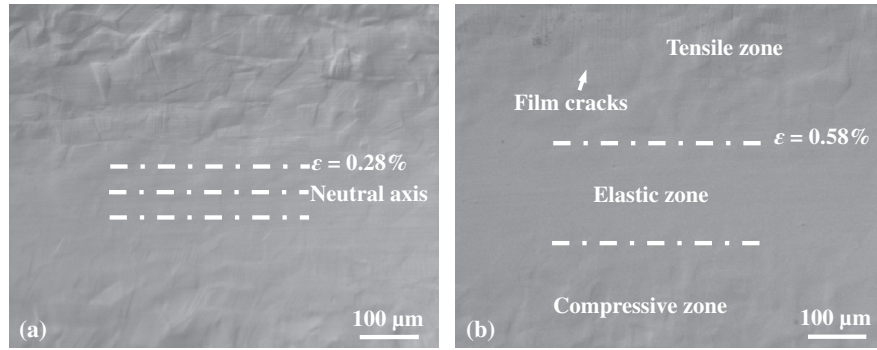 ε = 0.28%
Neutral axis
(a)
100 μm
Tensile zone
Film cracks
ε = 0.58%
Elastic zone
Compressive zone
(b)
100 μm